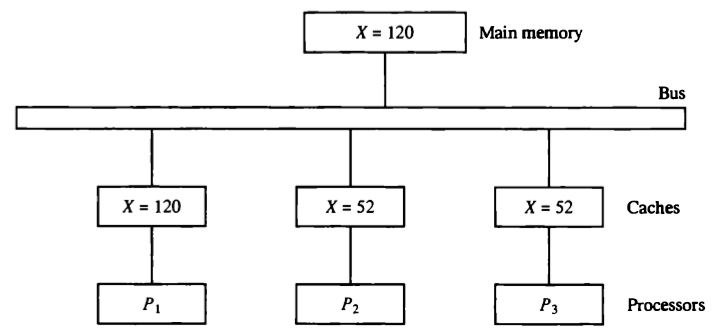 X = 120 Main memory
Bus
X = 120 X = 52 X = 52 Caches
P₁ P₂ P₃ Processors